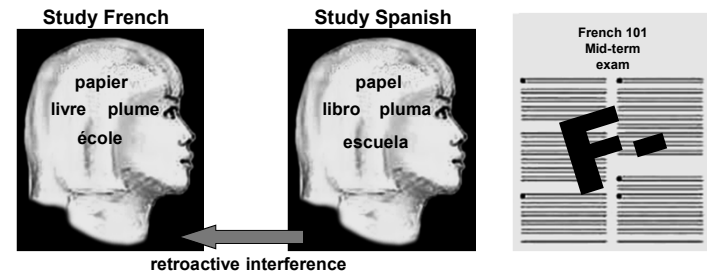 Study French
papier
livre plume
école
Study Spanish
papel
libro pluma
escuela
retroactive interference
French 101
Mid-term
exam
F-